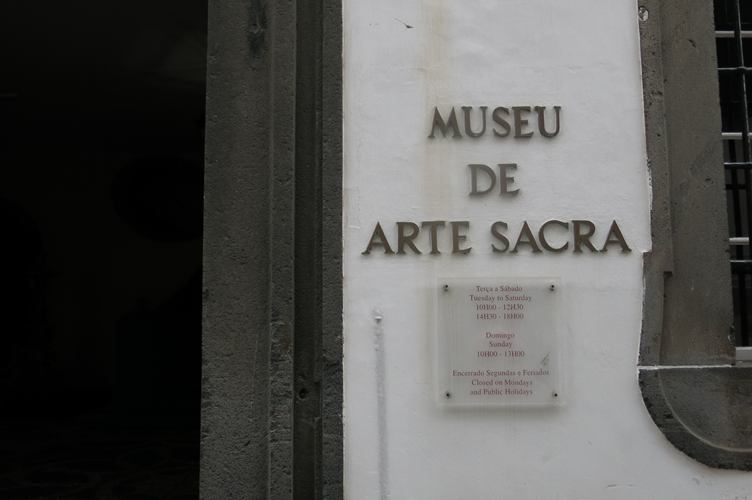 MUSEU
DE
ARTE SACRA
Terça a Sábado
Tuesday to Saturday
10H00 - 12H30
14H30 - 18H00
Domingo
Sunday
10H00 - 13H00
Encerrado Segundas e Feriados
Closed on Mondays
and Public Holidays